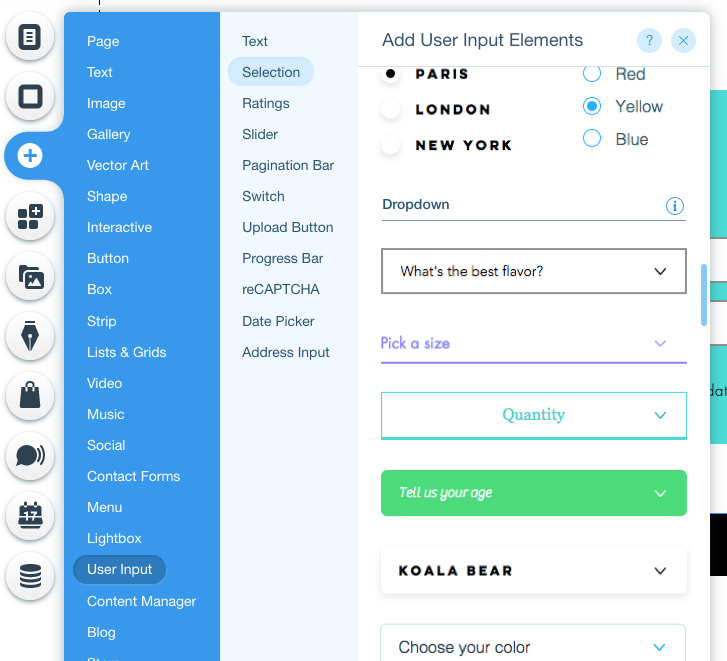 Page
Text
Image
Gallery
Vector Art
Shape
Interactive
Button
Box
Strip
Lists & Grids
Video
Music
Social
Contact Forms
Menu
Lightbox
User Input
Content Manager
Blog
Text
Selection
Ratings
Slider
Pagination Bar
Switch
Upload Button
Progress Bar
reCAPTCHA
Date Picker
Address Input
Add User Input Elements
?
PARIS
LONDON
NEW YORK
Red
Yellow
Blue
Dropdown
i
What's the best flavor?
Pick a size
Quantity
Tell us your age
KOALA BEAR
Choose your color
17
dat